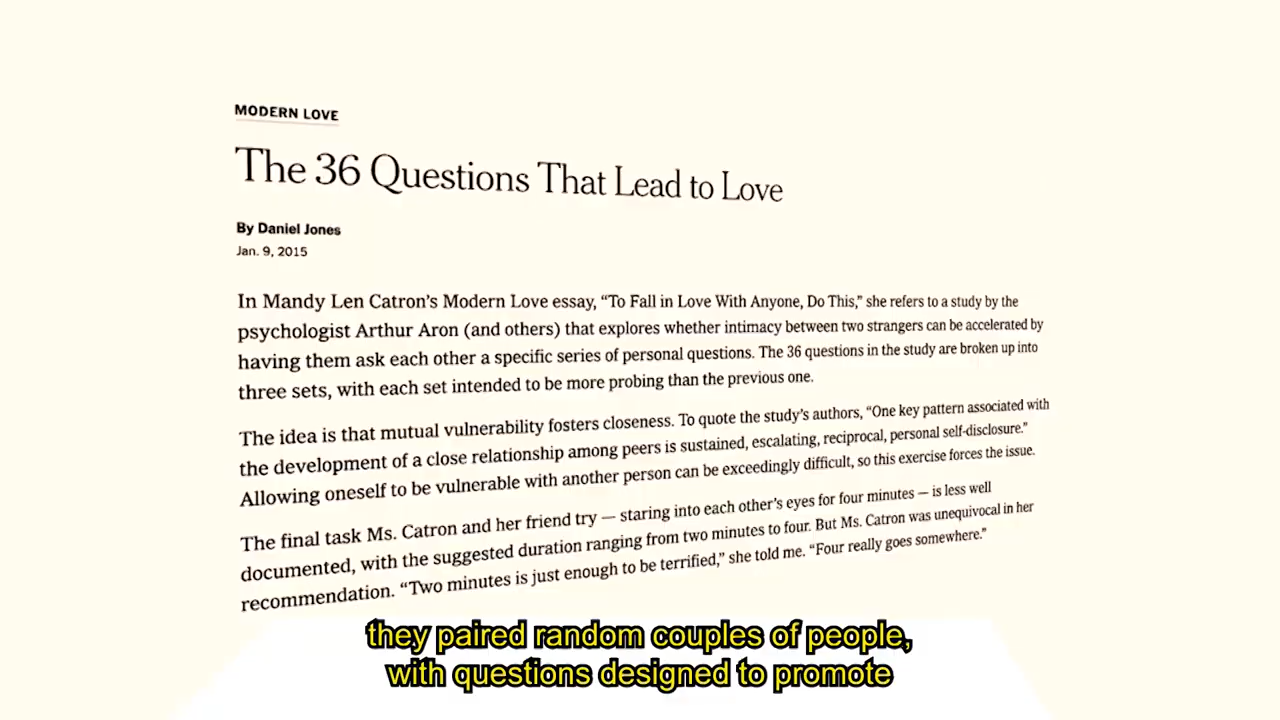 MODERN LOVE
The 36 Questions That Lead to Love
By Daniel Jones
Jan. 9, 2015
In Mandy Len Catron’s Modern Love essay, “To Fall in Love With Anyone, Do This,” she refers to a study by the
psychologist Arthur Aron (and others) that explores whether intimacy between two strangers can be accelerated by
having them ask each other a specific series of personal questions. The 36 questions in the study are broken up into
three sets, with each set intended to be more probing than the previous one.
The idea is that mutual vulnerability fosters closeness. To quote the study’s authors, “One key pattern associated with
the development of a close relationship among peers is sustained, escalating, reciprocal, personal self-disclosure.”
Allowing oneself to be vulnerable with another person can be exceedingly difficult, so this exercise forces the issue.
The final task Ms. Catron and her friend try — staring into each other’s eyes for four minutes — is less well
documented, with the suggested duration ranging from two minutes to four. But Ms. Catron was unequivocal in her
recommendation. “Two minutes is just enough to be terrified,” she told me. “Four really goes somewhere.”
they paired random couples of people,
with questions designed to promote